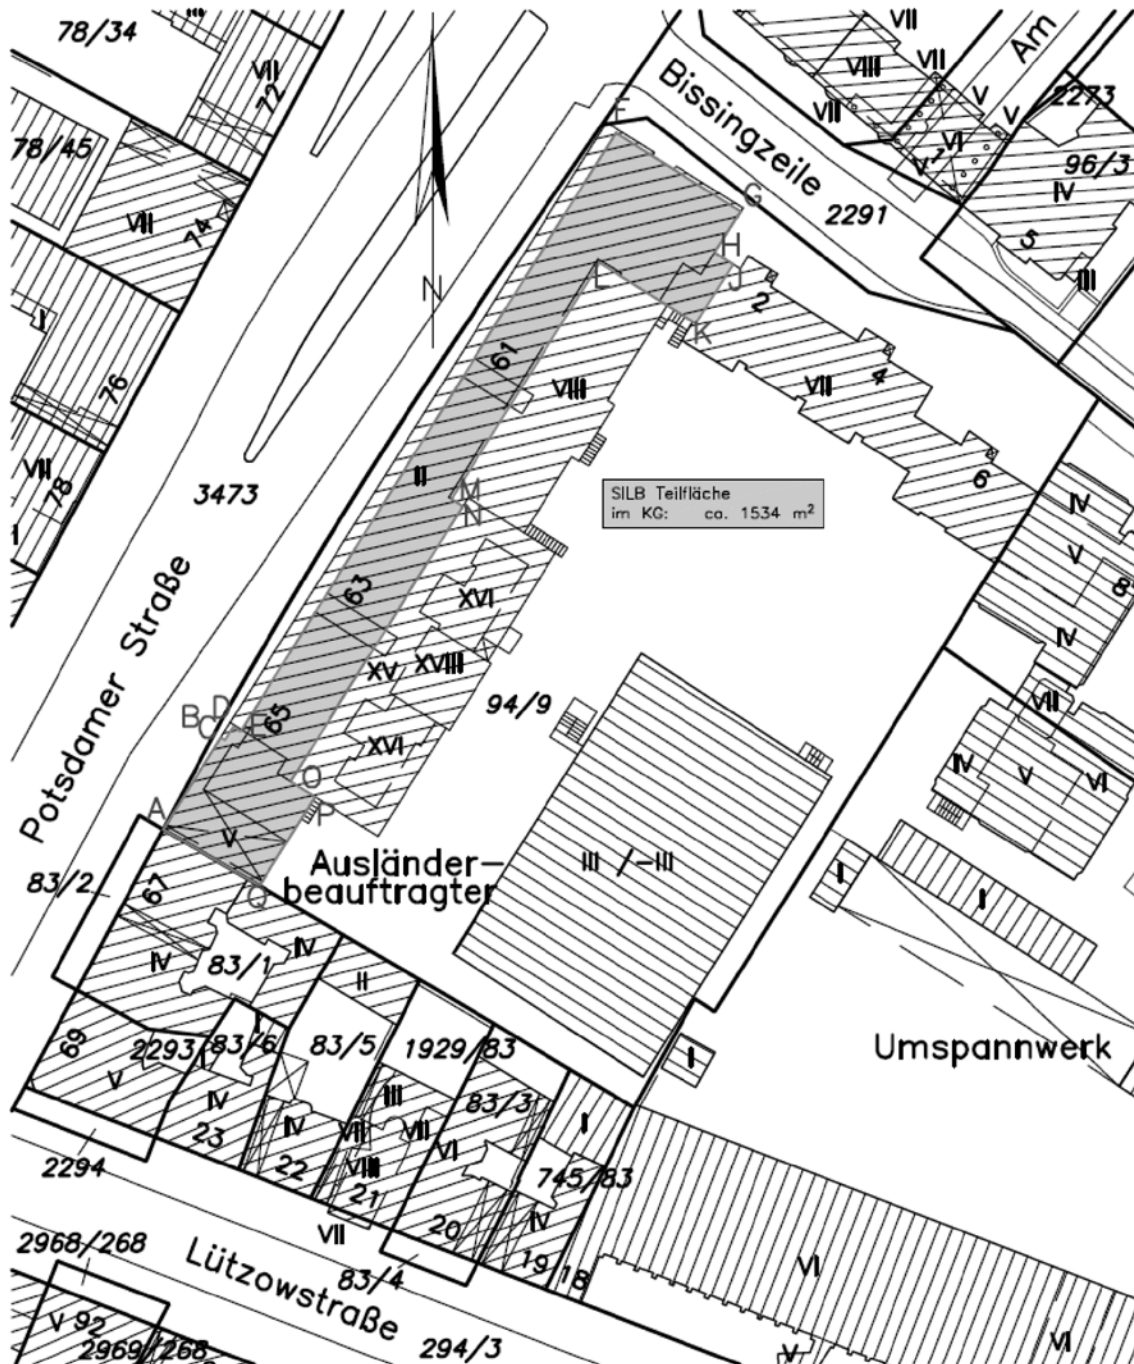 78/34
VII
72
78/45
VII
74
I
76
VII
78
I
3473
Potsdamer Straße
N
Bissingzeile
2291
VII
VIII
VII
VII
V
V
VI
V
1
Am
2273
96/3
IV
5
III
F
G
H
J
K
L
2
4
6
VII
61
VIII
II
M
N
SILB Teilfläche
im KG: ca. 1534 m²
63
XVI
XV
XVIII
65
XVI
94/9
B
C
D
E
O
P
A
Q
V
Ausländer–
beauftragter
III /–III
IV
V
8
IV
VII
IV
V
VI
I
I
Umspannwerk
I
83/2
67
IV
83/1
IV
II
69
V
2293
I
83/6
I
IV
23
83/5
IV
22
1929/83
III
VII
VII
VIII
21
83/3
VI
20
I
745/83
IV
19
18
2294
VII
83/4
Lützowstraße
294/3
2968/268
V
92
2969/268
VI
V
VI